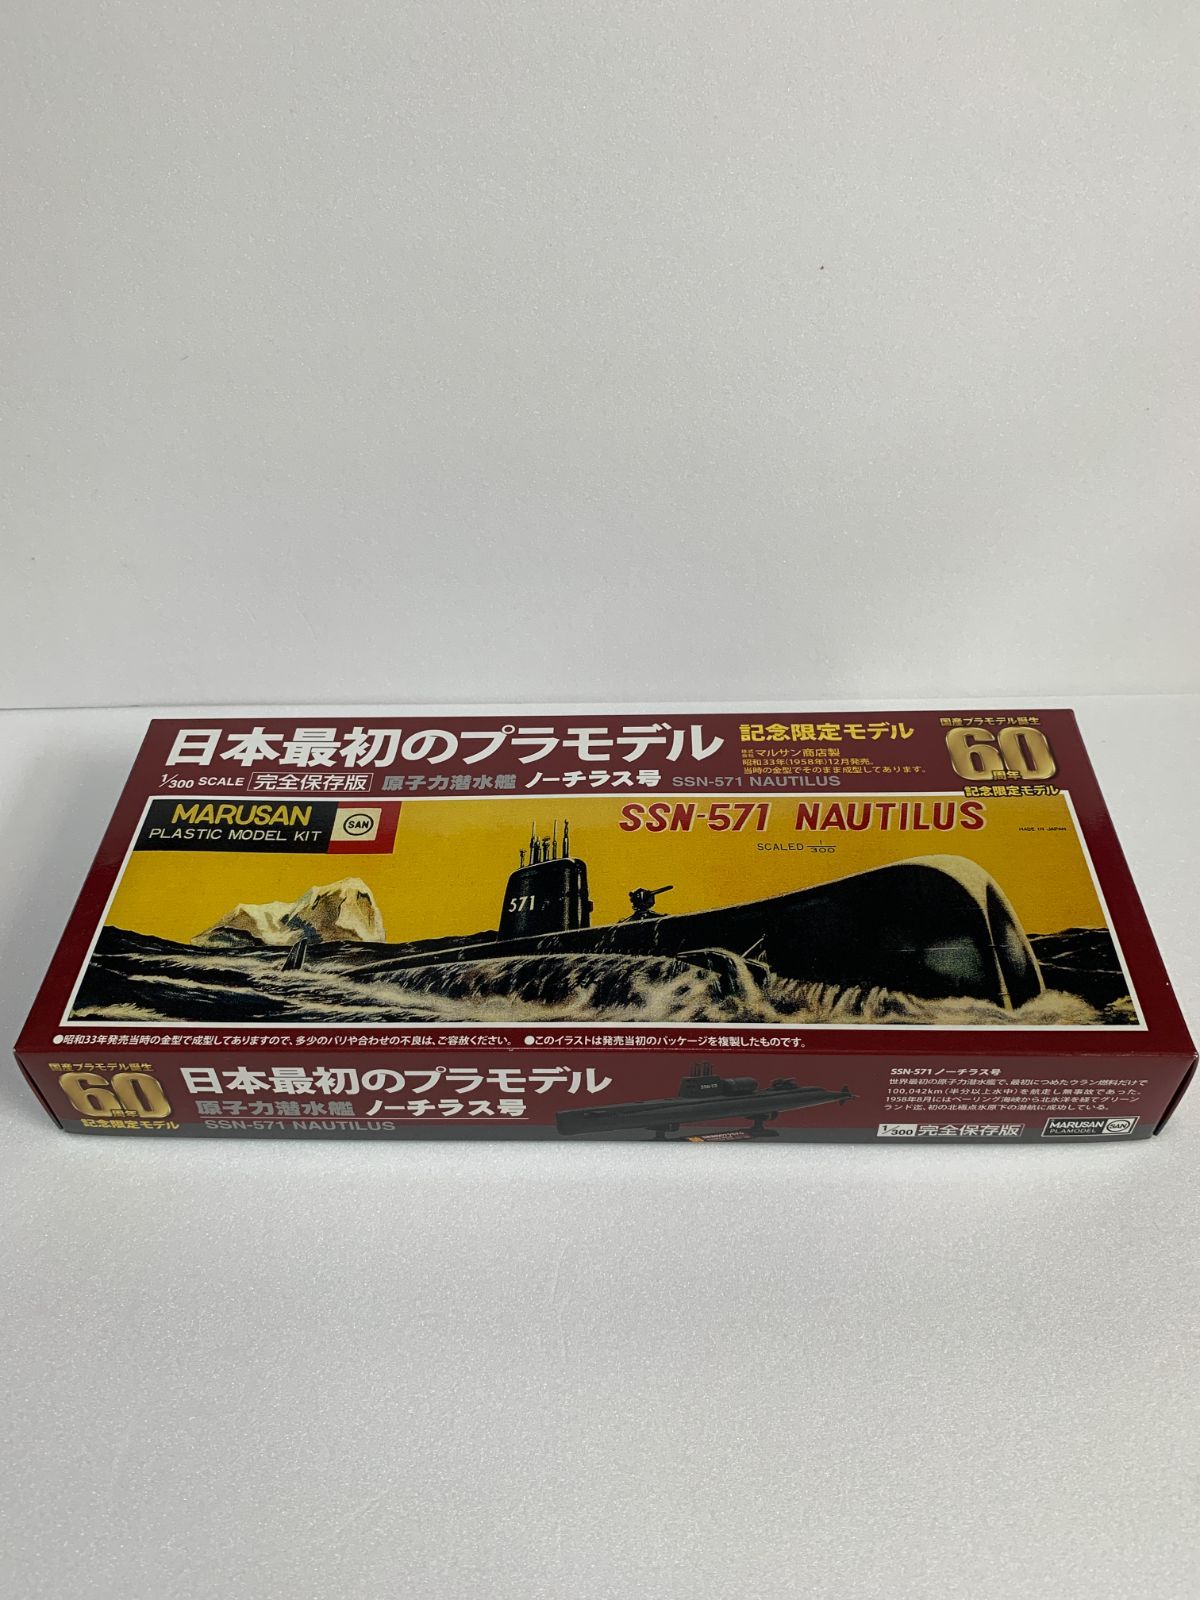 日本最初のプラモデル
記念限定モデル
株式会社 マルサン商店製
昭和33年(1958年)12月発売。
当時の金型でそのまま成型してあります。
国産プラモデル誕生
60
周年
記念限定モデル
1/300 SCALE 完全保存版 原子力潜水艦 ノーチラス号 SSN-571 NAUTILUS
MARUSAN
PLASTIC MODEL KIT
SAN
SSN-571 NAUTILUS
SCALED 1/300
MADE IN JAPAN
571
●昭和33年発売当時の金型で成型してありますので、多少のバリや合わせの不良は、ご容赦ください。 ●このイラストは発売当初のパッケージを複製したものです。
国産プラモデル誕生
60
周年
記念限定モデル
日本最初のプラモデル
原子力潜水艦 ノーチラス号
SSN-571 NAUTILUS
SSN-571 ノーチラス号
世界最初の原子力潜水艦で、最初につめたウラン燃料だけで
100,042km(半分以上水中)を航走し無事故であった。
1958年8月にはベーリング海峡から北氷洋を経てグリーン
ランド迄、初の北極点氷原下の潜航に成功している。
1/300 完全保存版
MARUSAN
PLAMODEL
SAN